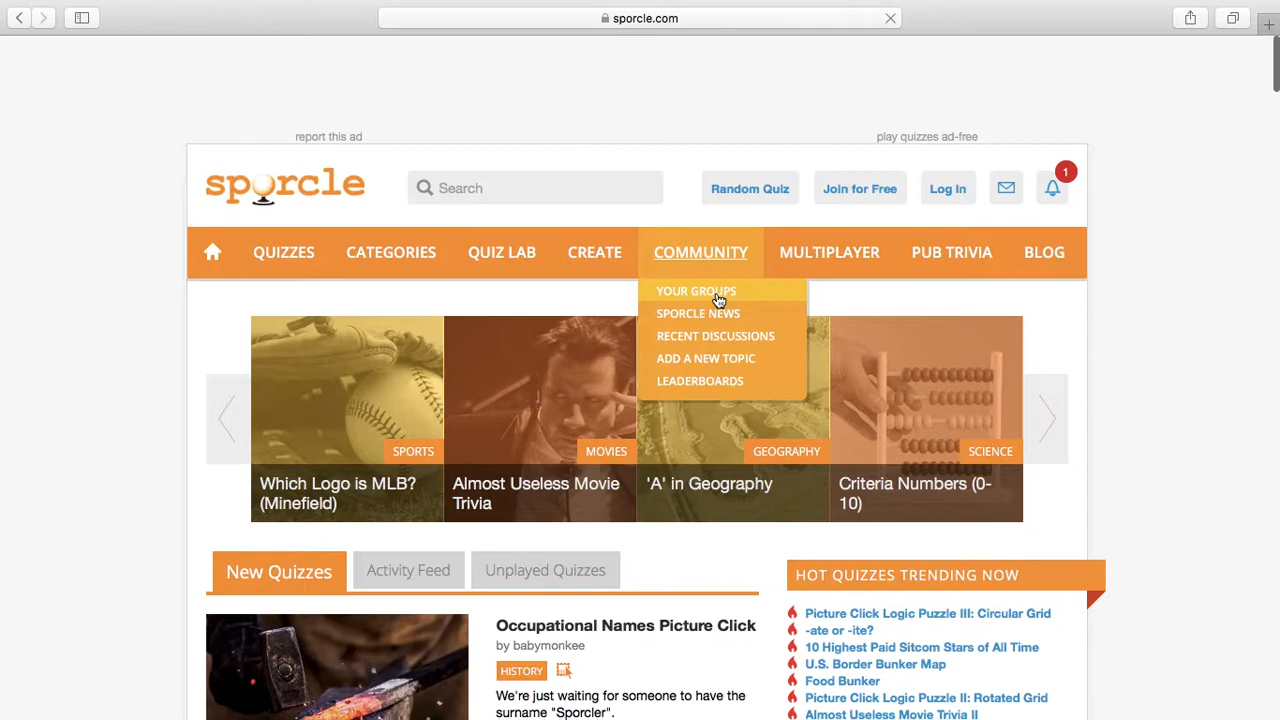 sporcle.com
report this ad
play quizzes ad-free
sporcle
Search
Random Quiz
Join for Free
Log In
1
QUIZZES
CATEGORIES
QUIZ LAB
CREATE
COMMUNITY
MULTIPLAYER
PUB TRIVIA
BLOG
YOUR GROUPS
SPORCLE NEWS
RECENT DISCUSSIONS
ADD A NEW TOPIC
LEADERBOARDS
SPORTS
Which Logo is MLB?
(Minefield)
MOVIES
Almost Useless Movie
Trivia
GEOGRAPHY
'A' in Geography
SCIENCE
Criteria Numbers (0-
10)
New Quizzes
Activity Feed
Unplayed Quizzes
Occupational Names Picture Click
by babymonkee
HISTORY
We're just waiting for someone to have the
surname "Sporcler".
HOT QUIZZES TRENDING NOW
Picture Click Logic Puzzle III: Circular Grid
-ate or -ite?
10 Highest Paid Sitcom Stars of All Time
U.S. Border Bunker Map
Food Bunker
Picture Click Logic Puzzle II: Rotated Grid
Almost Useless Movie Trivia II